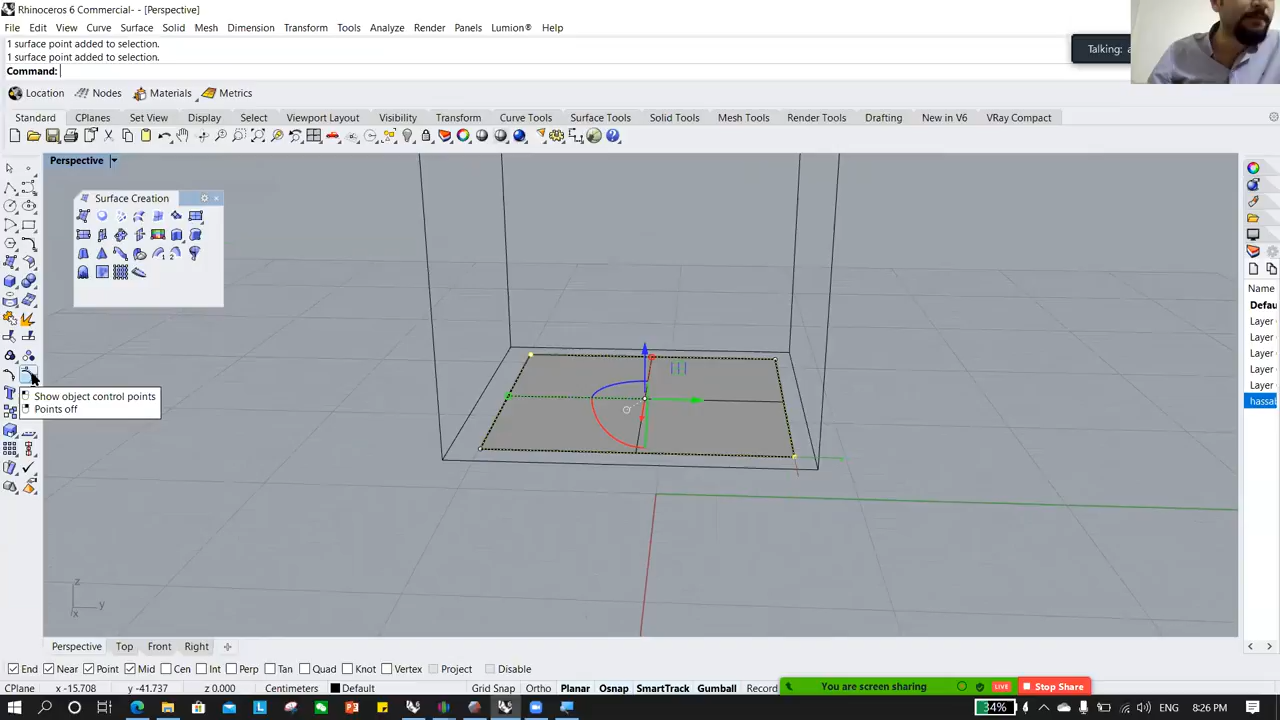 Rhinoceros 6 Commercial- - [Perspective]
File Edit View Curve Surface Solid Mesh Dimension Transform Tools Analyze Render Panels Lumion® Help
1 surface point added to selection.
1 surface point added to selection.
Talking: a
Command:
Location Nodes Materials Metrics
Standard CPlanes Set View Display Select Viewport Layout Visibility Transform Curve Tools Surface Tools Solid Tools Mesh Tools Render Tools Drafting New in V6 VRay Compact
Perspective
Surface Creation
Name
Defau
Layer
Layer
Layer
Layer
Layer
hassa
Show object control points
Points off
z
y
x
Perspective Top Front Right
End Near Point Mid Cen Int Perp Tan Quad Knot Vertex Project Disable
CPlane x -15.708 y -41.737 z 0.000 Centimeters Default Grid Snap Ortho Planar Osnap SmartTrack Gumball Record
You are screen sharing LIVE Stop Share
34% ENG 8:26 PM